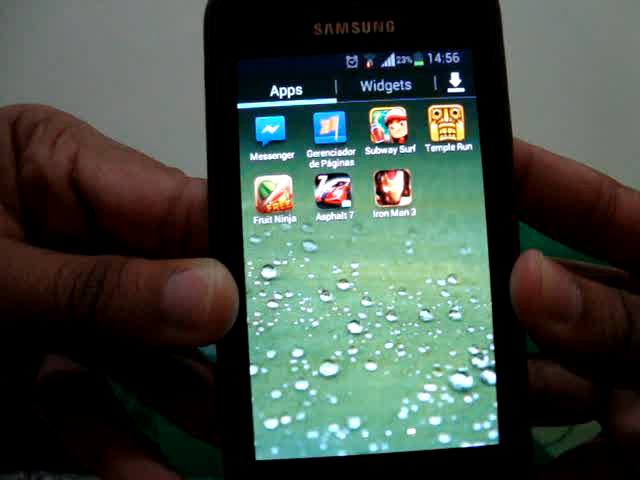 SAMSUNG
23% 14:56
Apps Widgets
Messenger Gerenciador de Páginas Subway Surf Temple Run
FREE
Fruit Ninja Asphalt 7 Iron Man 3